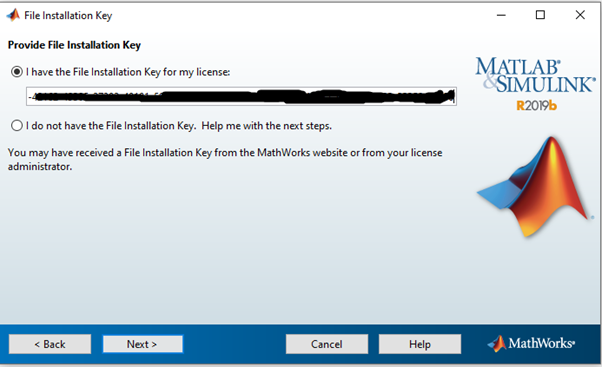 File Installation Key
Provide File Installation Key
I have the File Installation Key for my license:
I do not have the File Installation Key. Help me with the next steps.
You may have received a File Installation Key from the MathWorks website or from your license
administrator.
MATLAB®
&SIMULINK®
R2019b
< Back
Next >
Cancel
Help
MathWorks®